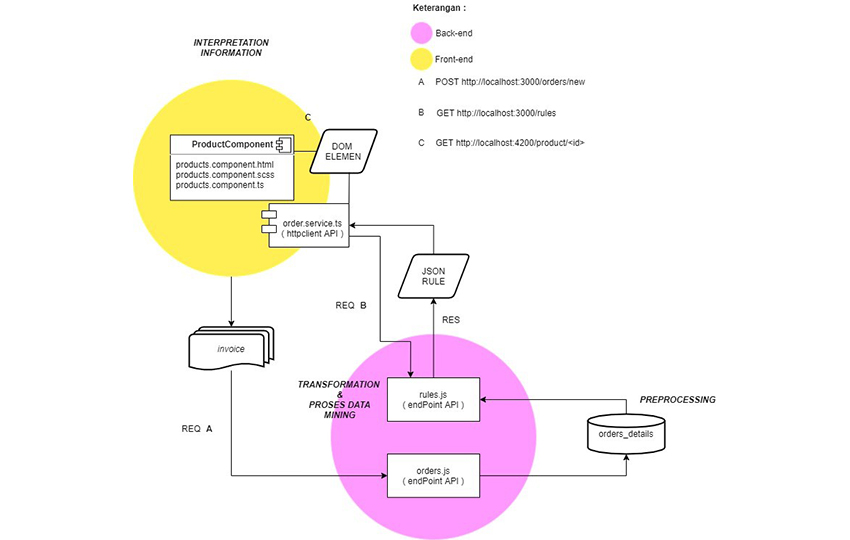 Keterangan :
Back-end
Front-end
A POST http://localhost:3000/orders/new
B GET http://localhost:3000/rules
C GET http://localhost:4200/product/<id>
INTERPRETATION
INFORMATION
C
ProductComponent
products.component.html
products.component.scss
products.component.ts
DOM
ELEMEN
order.service.ts
( httpclient API )
JSON
RULE
REQ B
RES
invoice
TRANSFORMATION
&
PROSES DATA
MINING
rules.js
( endPoint API )
PREPROCESSING
orders_details
REQ A
orders.js
( endPoint API )